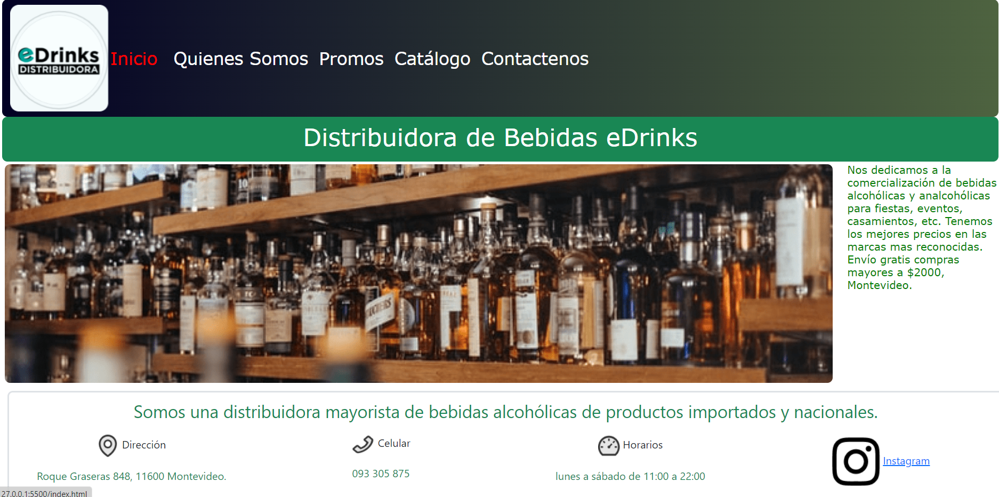 eDrinks
DISTRIBUIDORA
Inicio Quienes Somos Promos Catálogo Contactenos
Distribuidora de Bebidas eDrinks
10
Nos dedicamos a la
comercialización de bebidas
alcohólicas y analcohólicas
para fiestas, eventos,
casamientos, etc. Tenemos
los mejores precios en las
marcas mas reconocidas.
Envío gratis compras
mayores a $2000,
Montevideo.
Somos una distribuidora mayorista de bebidas alcohólicas de productos importados y nacionales.
Dirección
Roque Graseras 848, 11600 Montevideo.
Celular
093 305 875
Horarios
lunes a sábado de 11:00 a 22:00
Instagram
27.0.0.1:5500/index.html